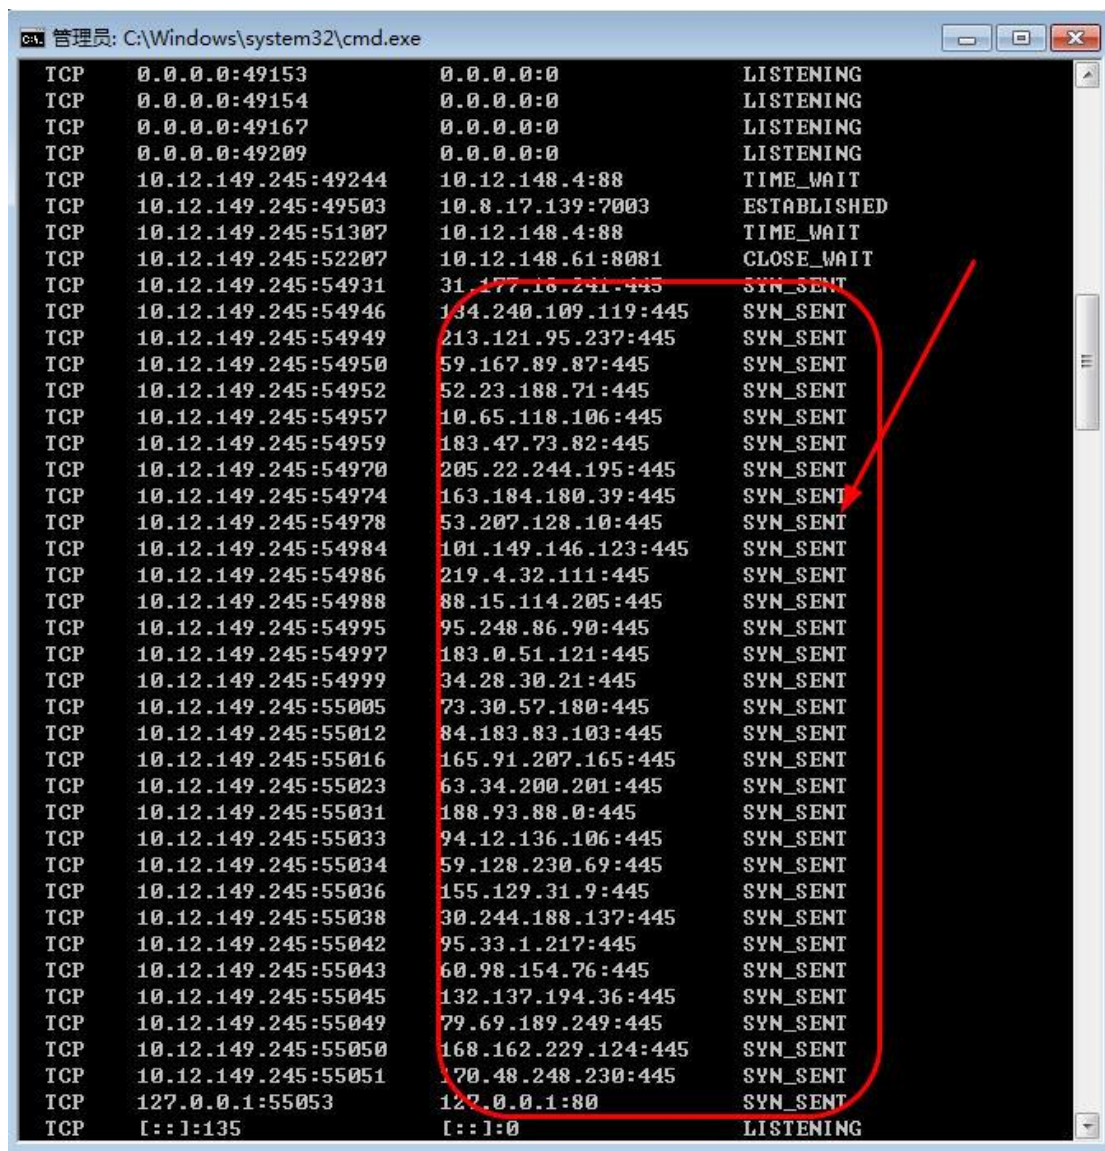 管理员: C:\Windows\system32\cmd.exe
TCP 0.0.0.0:49153 0.0.0.0:0 LISTENING
TCP 0.0.0.0:49154 0.0.0.0:0 LISTENING
TCP 0.0.0.0:49167 0.0.0.0:0 LISTENING
TCP 0.0.0.0:49209 0.0.0.0:0 LISTENING
TCP 10.12.149.245:49244 10.12.148.4:88 TIME_WAIT
TCP 10.12.149.245:49503 10.8.17.139:7003 ESTABLISHED
TCP 10.12.149.245:51307 10.12.148.4:88 TIME_WAIT
TCP 10.12.149.245:52207 10.12.148.61:8081 CLOSE_WAIT
TCP 10.12.149.245:54931 31.177.18.241:445 SYN_SENT
TCP 10.12.149.245:54946 134.240.109.119:445 SYN_SENT
TCP 10.12.149.245:54949 213.121.95.237:445 SYN_SENT
TCP 10.12.149.245:54950 59.167.89.87:445 SYN_SENT
TCP 10.12.149.245:54952 52.23.188.71:445 SYN_SENT
TCP 10.12.149.245:54957 10.65.118.106:445 SYN_SENT
TCP 10.12.149.245:54959 183.47.73.82:445 SYN_SENT
TCP 10.12.149.245:54970 205.22.244.195:445 SYN_SENT
TCP 10.12.149.245:54974 163.184.180.39:445 SYN_SENT
TCP 10.12.149.245:54978 53.207.128.10:445 SYN_SENT
TCP 10.12.149.245:54984 101.149.146.123:445 SYN_SENT
TCP 10.12.149.245:54986 219.4.32.111:445 SYN_SENT
TCP 10.12.149.245:54988 88.15.114.205:445 SYN_SENT
TCP 10.12.149.245:54995 95.248.86.90:445 SYN_SENT
TCP 10.12.149.245:54997 183.0.51.121:445 SYN_SENT
TCP 10.12.149.245:54999 34.28.30.21:445 SYN_SENT
TCP 10.12.149.245:55005 73.30.57.180:445 SYN_SENT
TCP 10.12.149.245:55012 84.183.83.103:445 SYN_SENT
TCP 10.12.149.245:55016 165.91.207.165:445 SYN_SENT
TCP 10.12.149.245:55023 63.34.200.201:445 SYN_SENT
TCP 10.12.149.245:55031 188.93.88.0:445 SYN_SENT
TCP 10.12.149.245:55033 94.12.136.106:445 SYN_SENT
TCP 10.12.149.245:55034 59.128.230.69:445 SYN_SENT
TCP 10.12.149.245:55036 155.129.31.9:445 SYN_SENT
TCP 10.12.149.245:55038 30.244.188.137:445 SYN_SENT
TCP 10.12.149.245:55042 95.33.1.217:445 SYN_SENT
TCP 10.12.149.245:55043 60.98.154.76:445 SYN_SENT
TCP 10.12.149.245:55045 132.137.194.36:445 SYN_SENT
TCP 10.12.149.245:55049 79.69.189.249:445 SYN_SENT
TCP 10.12.149.245:55050 168.162.229.124:445 SYN_SENT
TCP 10.12.149.245:55051 170.48.248.230:445 SYN_SENT
TCP 127.0.0.1:55053 127.0.0.1:80 SYN_SENT
TCP [::]:135 [::]:0 LISTENING